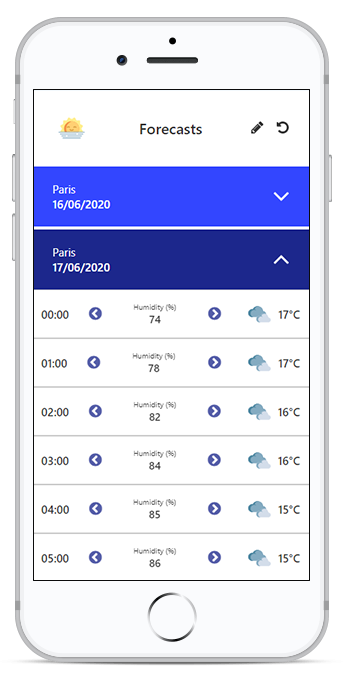 Forecasts
Paris
16/06/2020
Paris
17/06/2020
00:00 Humidity (%) 17°C
74
01:00 Humidity (%) 17°C
78
02:00 Humidity (%) 16°C
82
03:00 Humidity (%) 16°C
84
04:00 Humidity (%) 15°C
85
05:00 Humidity (%) 15°C
86